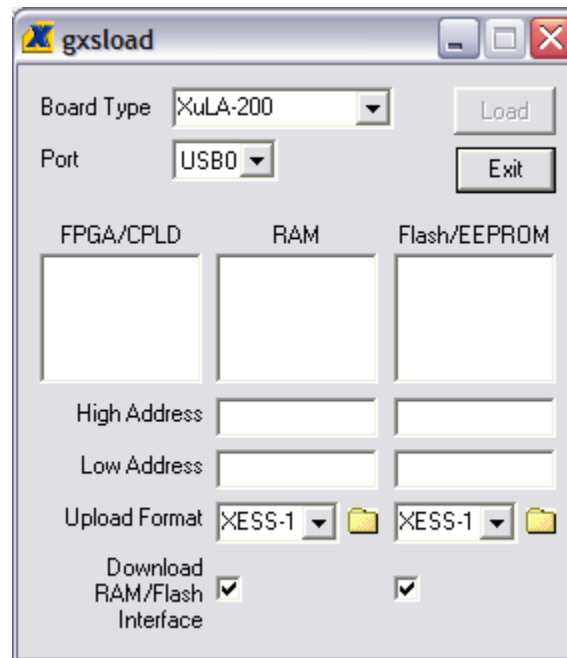 gxsload
Board Type XuLA-200 Load
Port USB0 Exit
FPGA/CPLD RAM Flash/EEPROM
High Address
Low Address
Upload Format XESS-1 XESS-1
Download
RAM/Flash
Interface